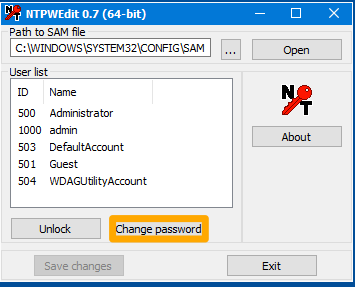 NTPWEdit 0.7 (64-bit)
Path to SAM file
C:\WINDOWS\SYSTEM32\CONFIG\SAM ... Open
User list
ID Name
500 Administrator
1000 admin
503 DefaultAccount
501 Guest
504 WDAGUtilityAccount
N T
About
Unlock Change password
Save changes Exit